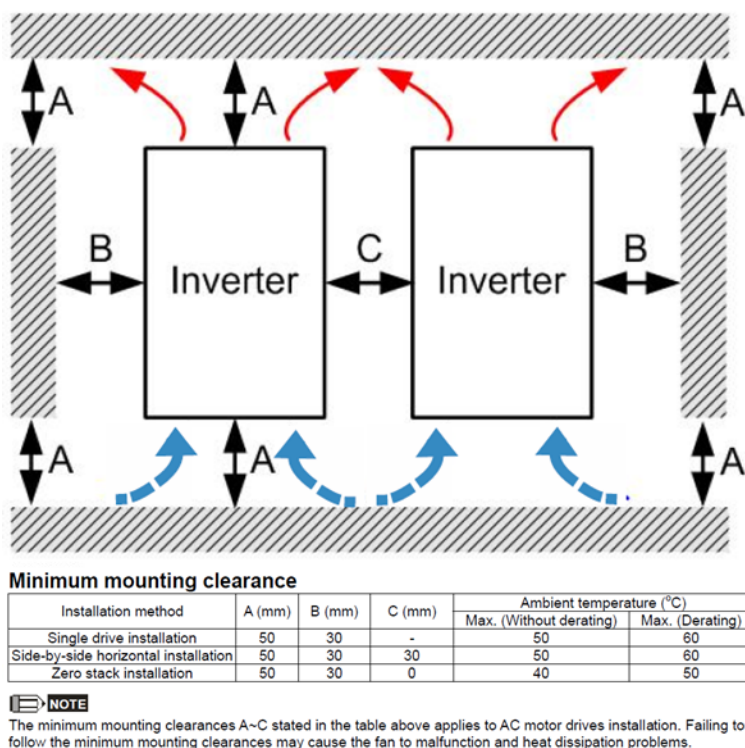 A A A
B C B
Inverter Inverter
A A A
Minimum mounting clearance
Installation method A (mm) B (mm) C (mm) Ambient temperature (°C)
Max. (Without derating) Max. (Derating)
Single drive installation 50 30 - 50 60
Side-by-side horizontal installation 50 30 30 50 60
Zero stack installation 50 30 0 40 50
NOTE
The minimum mounting clearances A~C stated in the table above applies to AC motor drives installation. Failing to
follow the minimum mounting clearances may cause the fan to malfunction and heat dissipation problems.